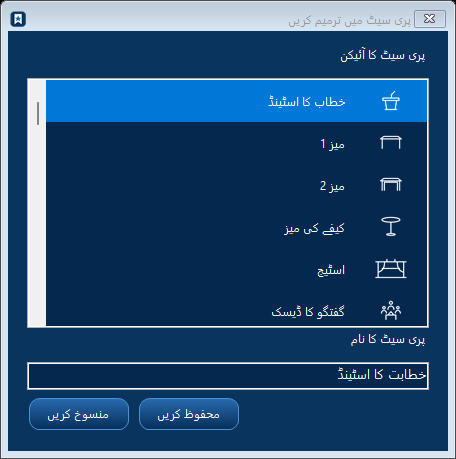 پری سیٹ میں ترمیم کریں
پری سیٹ کا آئیکن
خطاب کا اسٹینڈ
میز 1
میز 2
کیفے کی میز
اسٹیج
گفتگو کا ڈیسک
پری سیٹ کا نام
خطابت کا اسٹینڈ
محفوظ کریں
منسوخ کریں